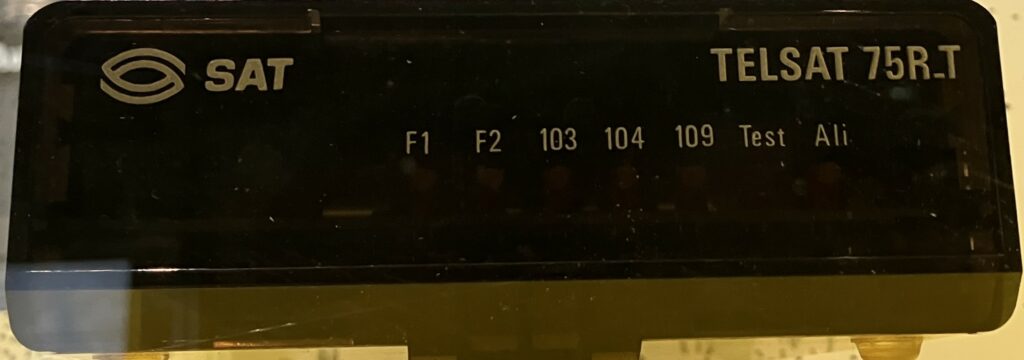 SAT TELSAT 75R_T
F1 F2 103 104 109 Test Ali